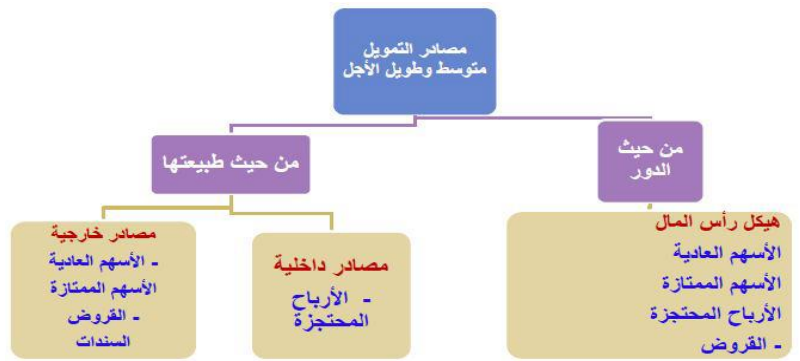 مصادر التمويل
متوسط وطويل الأجل
من حيث
الدور
من حيث طبيعتها
هيكل رأس المال
الأسهم العادية
الأسهم الممتازة
الأرباح المحتجزة
- القروض
مصادر داخلية
- الأرباح
المحتجزة
مصادر خارجية
- الأسهم العادية
الأسهم الممتازة
- القروض
السندات